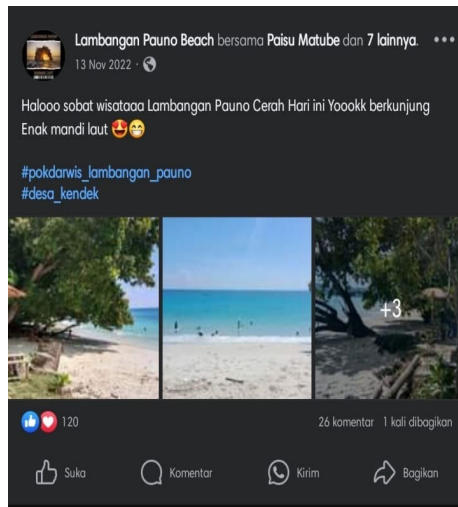 Lambangan Pauno Beach bersama Paisu Matube dan 7 lainnya.
13 Nov 2022
Halooo sobat wisataaa Lambangan Pauno Cerah Hari ini Yoookk berkunjung
Enak mandi laut 🤩😁
#pokdarwis_lambangan_pauno
#desa_kendek
+3
120
26 komentar 1 kali dibagikan
Suka Komentar Kirim Bagikan